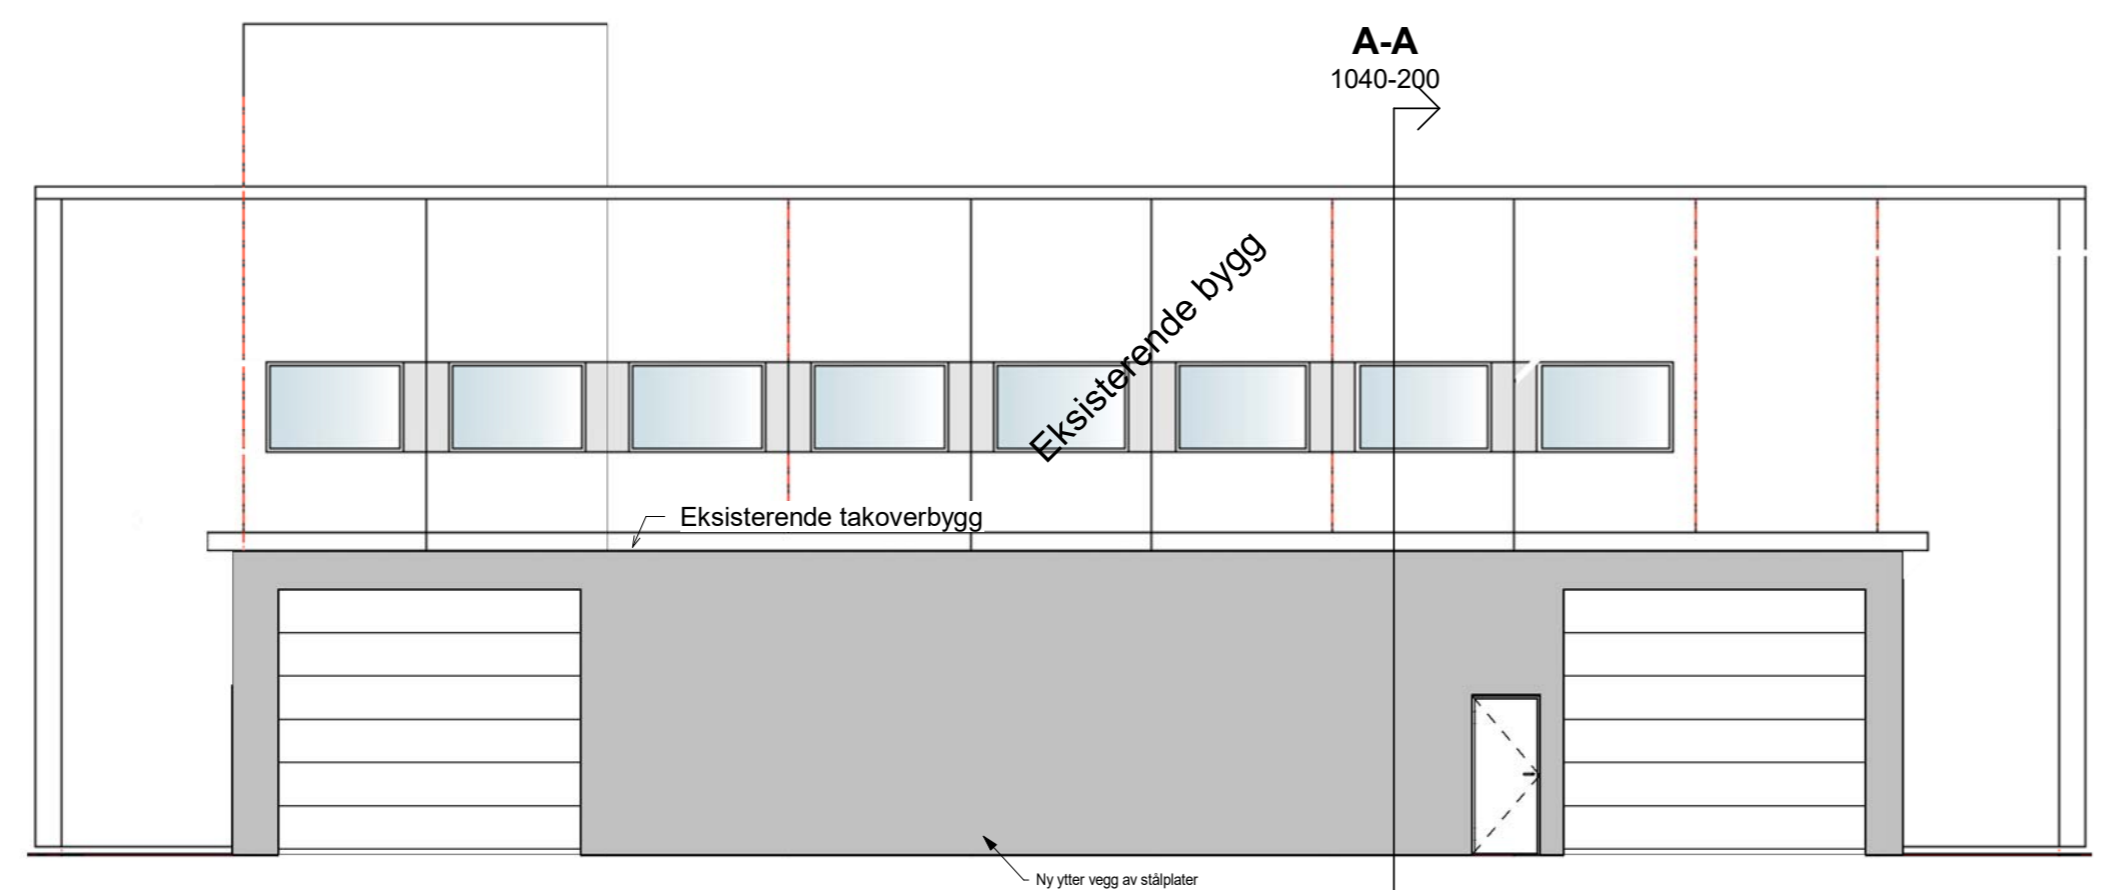 A-A
1040-200
Eksisterende bygg
Eksisterende takoverbygg
Ny ytter vegg av stålplater